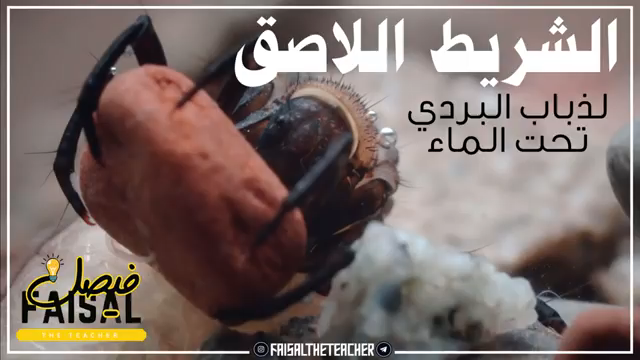 الشريط اللاصق
لذباب البردي
تحت الماء
فيصل
FAISAL
THE TEACHER
FAISALTHETEACHER